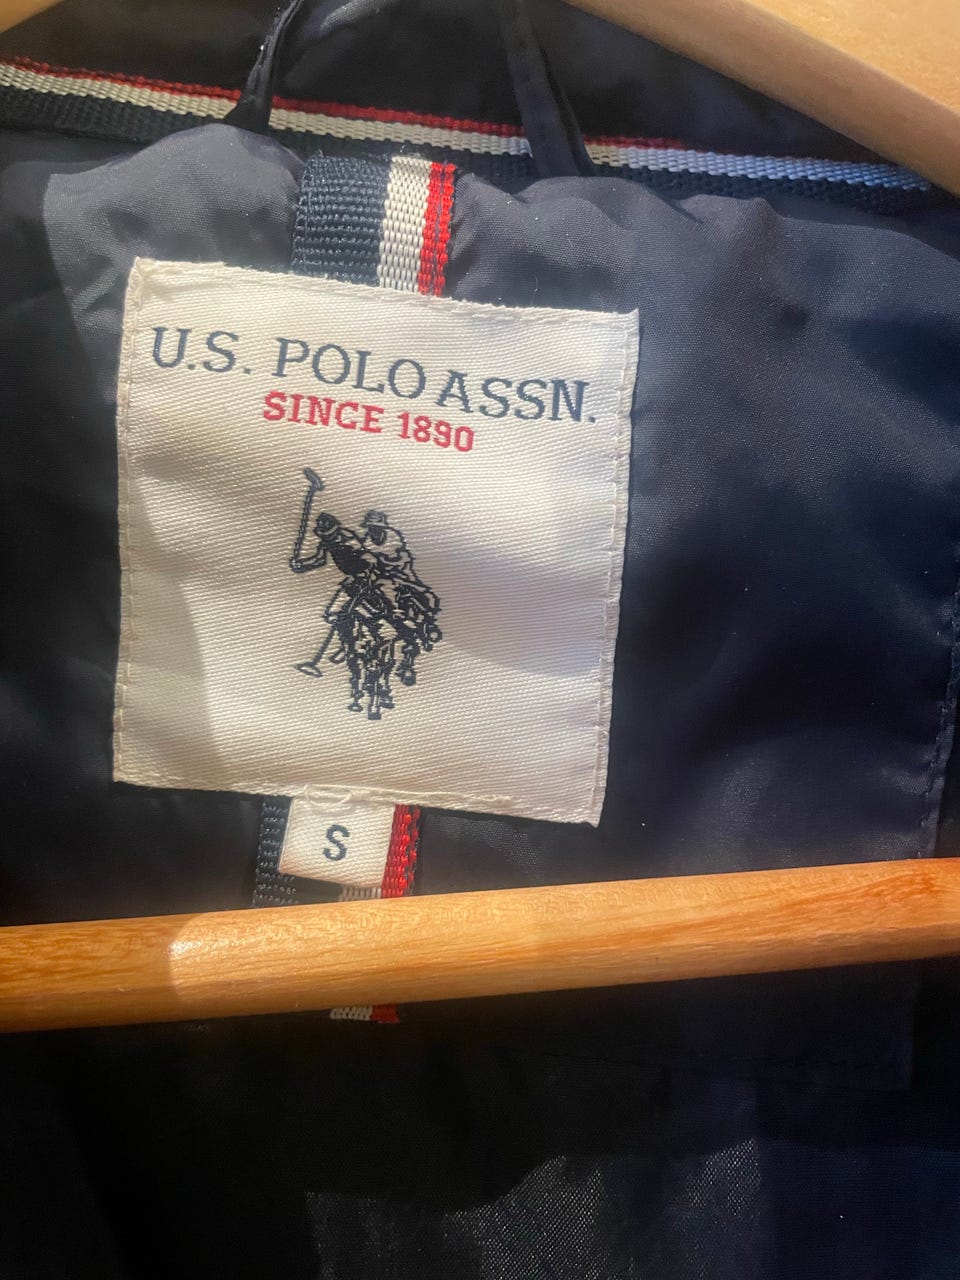 U.S. POLO ASSN.
SINCE 1890
S